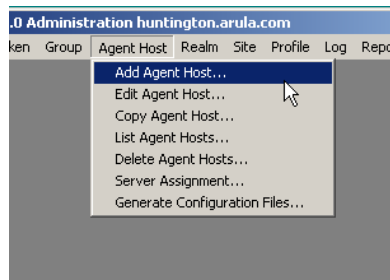 .0 Administration huntington.arula.com
ken Group Agent Host Realm Site Profile Log Repo
Add Agent Host...
Edit Agent Host...
Copy Agent Host...
List Agent Hosts...
Delete Agent Hosts...
Server Assignment...
Generate Configuration Files...